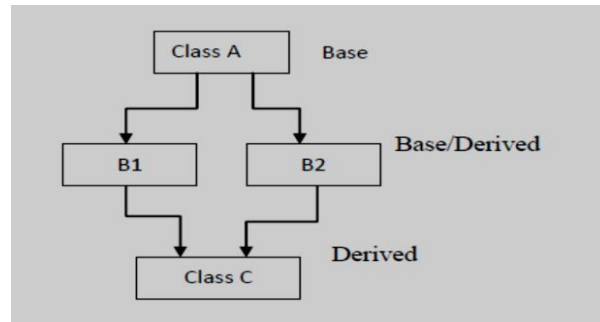 Class A
Base
B1
B2
Base/Derived
Class C
Derived